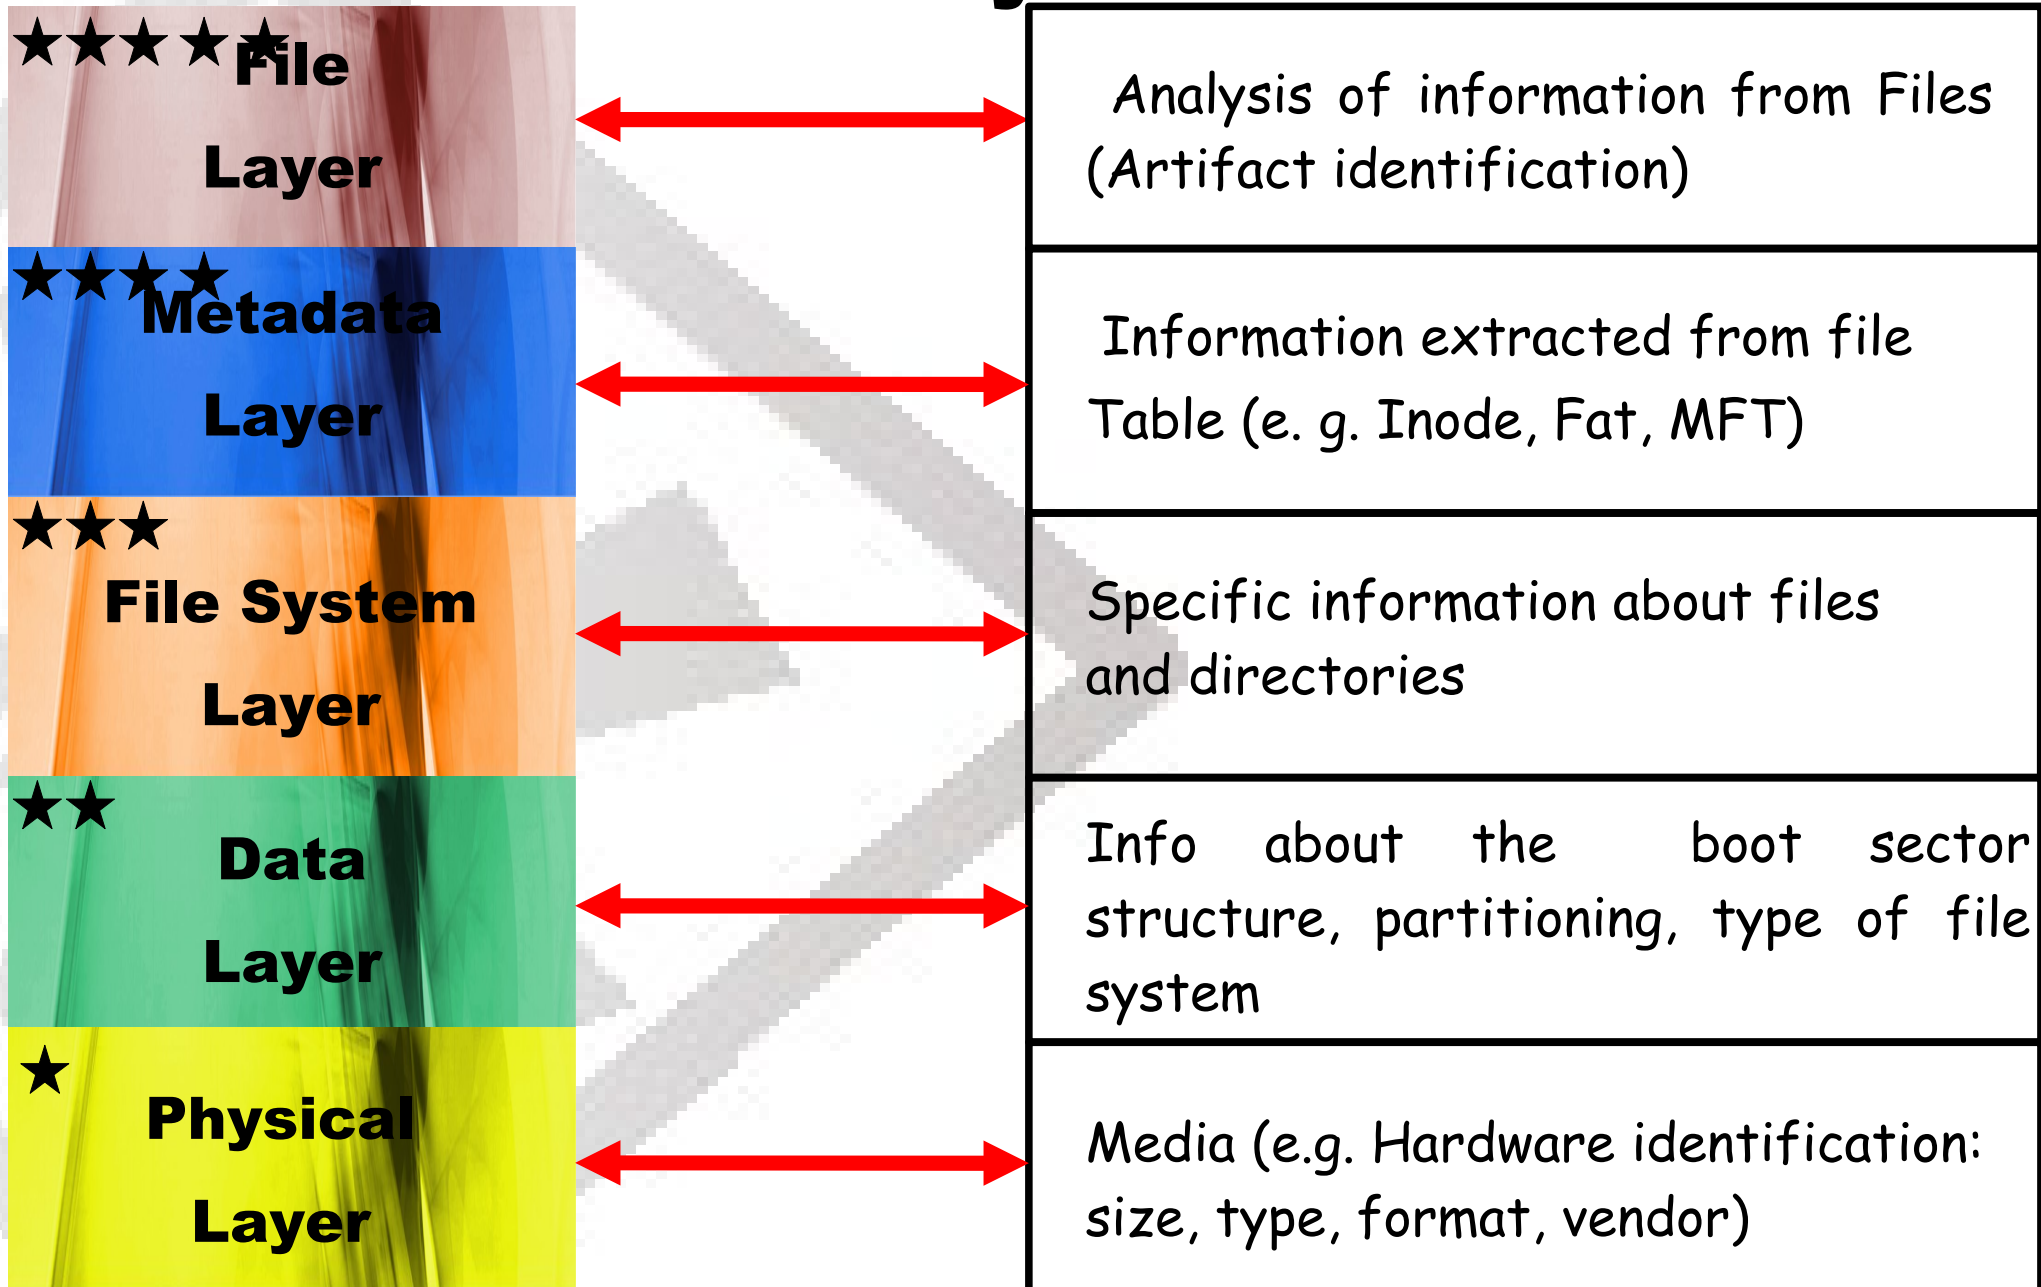 File
Layer
Analysis of information from Files
(Artifact identification)
Metadata
Layer
Information extracted from file
Table (e. g. Inode, Fat, MFT)
File System
Layer
Specific information about files
and directories
Data
Layer
Info about the boot sector
structure, partitioning, type of file
system
Physical
Layer
Media (e.g. Hardware identification:
size, type, format, vendor)